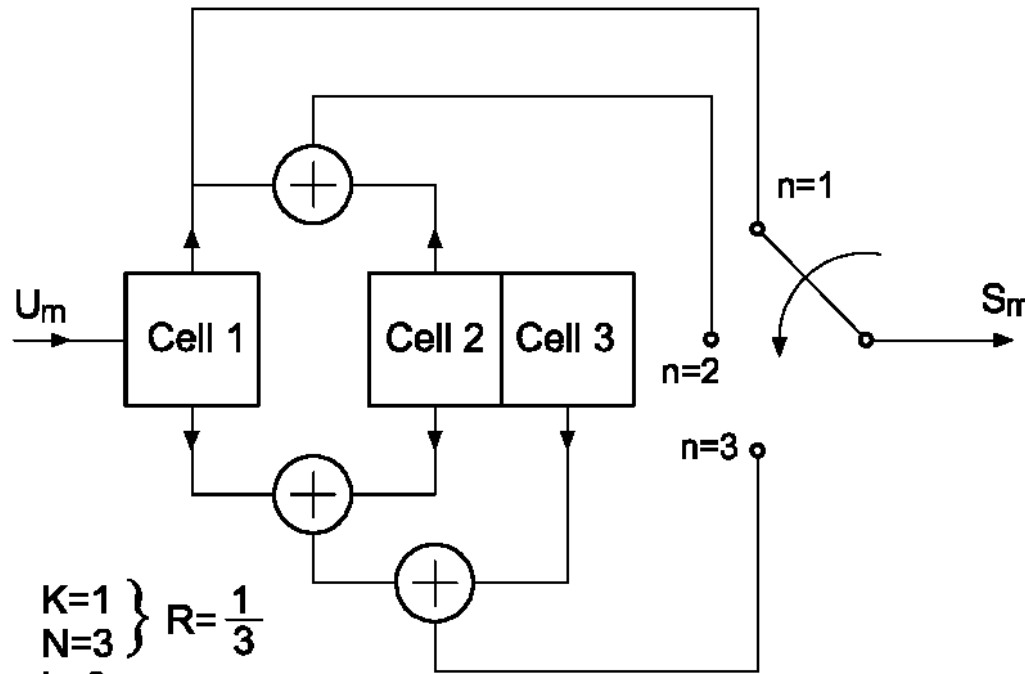 n=1
Um
Cell 1
Cell 2
Cell 3
Sm
n=2
n=3
K=1
N=3
R= 1/3